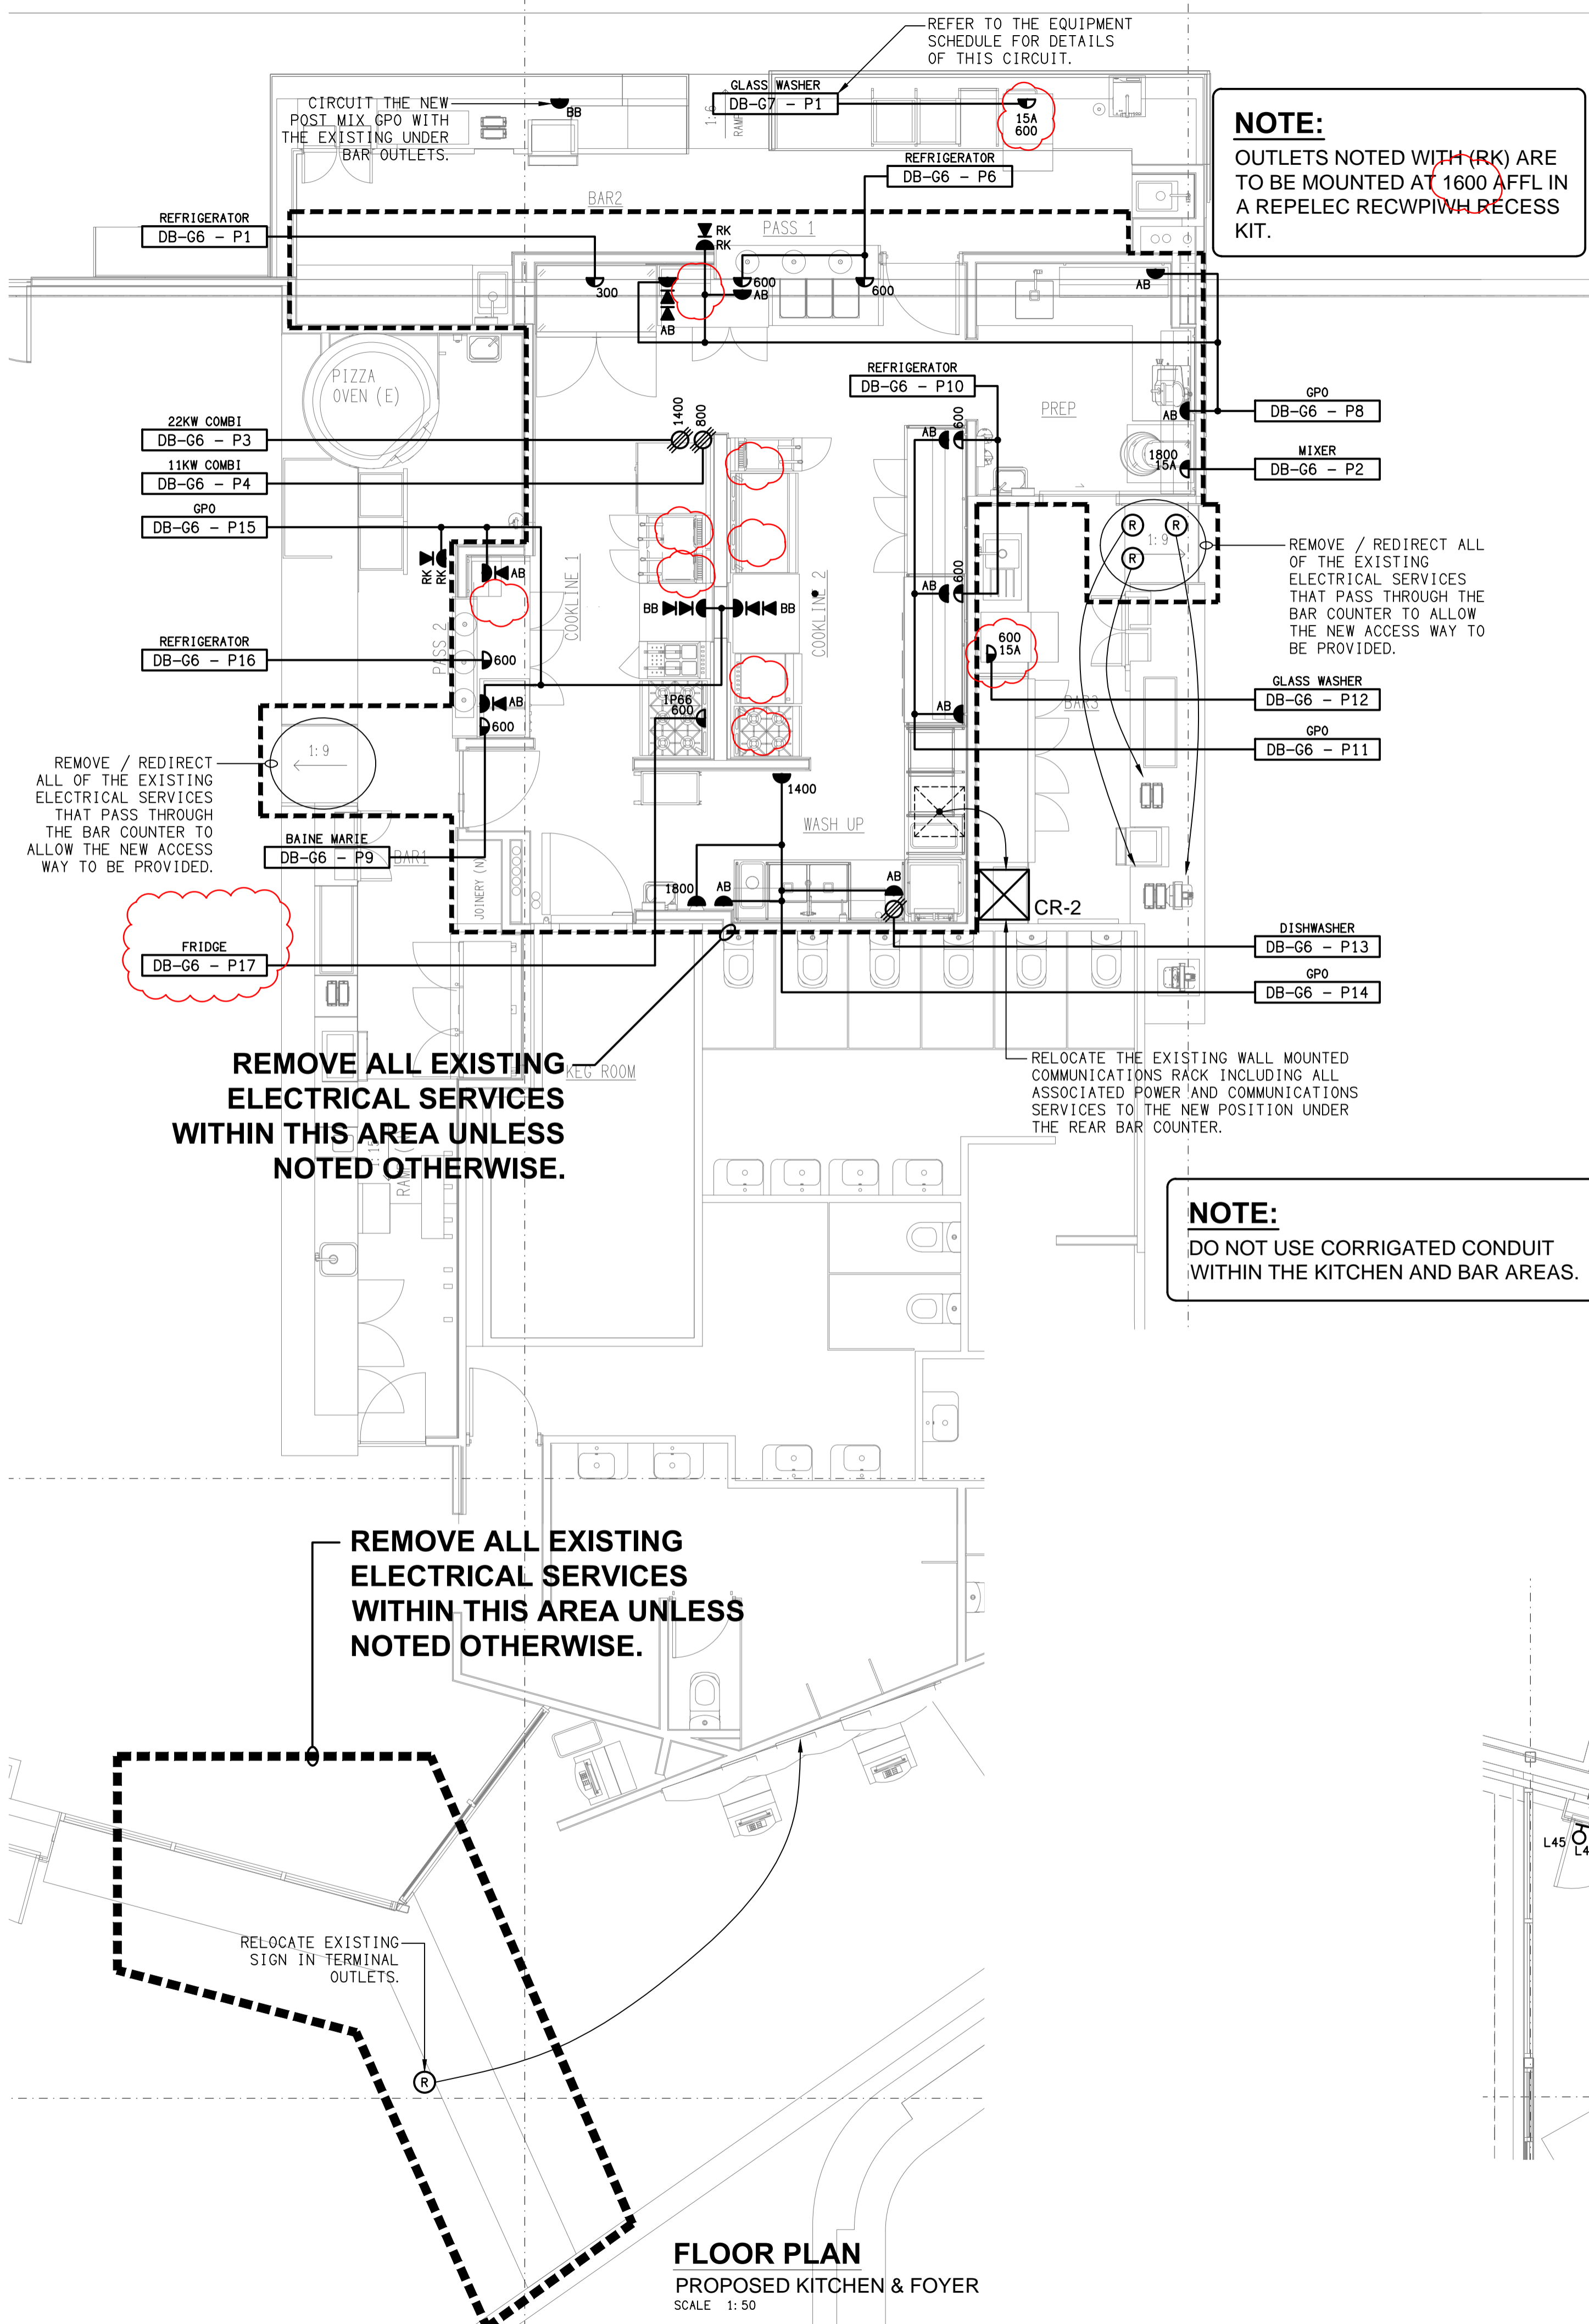 REFER TO THE EQUIPMENT
SCHEDULE FOR DETAILS
OF THIS CIRCUIT.
CIRCUIT THE NEW
POST MIX GPO WITH
THE EXISTING UNDER
BAR OUTLETS.
BB
GLASS WASHER
DB-G7 - P1
1:6
RAMP
15A
600
NOTE:
OUTLETS NOTED WITH (RK) ARE
TO BE MOUNTED AT 1600 AFFL IN
A REPELEC RECWPIWH RECESS
KIT.
REFRIGERATOR
DB-G6 - P6
BAR2
PASS 1
REFRIGERATOR
DB-G6 - P1
RK
RK
300
600
AB
600
AB
AB
PIZZA
OVEN (E)
REFRIGERATOR
DB-G6 - P10
PREP
GPO
DB-G6 - P8
AB
22KW COMBI
DB-G6 - P3
1400
800
AB
600
1800
15A
MIXER
DB-G6 - P2
11KW COMBI
DB-G6 - P4
GPO
DB-G6 - P15
RK
RK
AB
COOKLINE 1
COOKLINE 2
R
R
R
1:9
REMOVE / REDIRECT ALL
OF THE EXISTING
ELECTRICAL SERVICES
THAT PASS THROUGH THE
BAR COUNTER TO ALLOW
THE NEW ACCESS WAY TO
BE PROVIDED.
BB
BB
AB
600
REFRIGERATOR
DB-G6 - P16
PASS 2
600
600
15A
GLASS WASHER
DB-G6 - P12
BAR3
AB
600
IP66
600
AB
GPO
DB-G6 - P11
1:9
REMOVE / REDIRECT
ALL OF THE EXISTING
ELECTRICAL SERVICES
THAT PASS THROUGH
THE BAR COUNTER TO
ALLOW THE NEW ACCESS
WAY TO BE PROVIDED.
1400
WASH UP
BAINE MARIE
DB-G6 - P9
BAR1
JOINERY (N)
1800
AB
AB
CR-2
FRIDGE
DB-G6 - P17
DISHWASHER
DB-G6 - P13
GPO
DB-G6 - P14
REMOVE ALL EXISTING
ELECTRICAL SERVICES
WITHIN THIS AREA UNLESS
NOTED OTHERWISE.
KEG ROOM
RELOCATE THE EXISTING WALL MOUNTED
COMMUNICATIONS RACK INCLUDING ALL
ASSOCIATED POWER AND COMMUNICATIONS
SERVICES TO THE NEW POSITION UNDER
THE REAR BAR COUNTER.
NOTE:
DO NOT USE CORRIGATED CONDUIT
WITHIN THE KITCHEN AND BAR AREAS.
REMOVE ALL EXISTING
ELECTRICAL SERVICES
WITHIN THIS AREA UNLESS
NOTED OTHERWISE.
L45
RELOCATE EXISTING
SIGN IN TERMINAL
OUTLETS.
R
FLOOR PLAN
PROPOSED KITCHEN & FOYER
SCALE 1:50